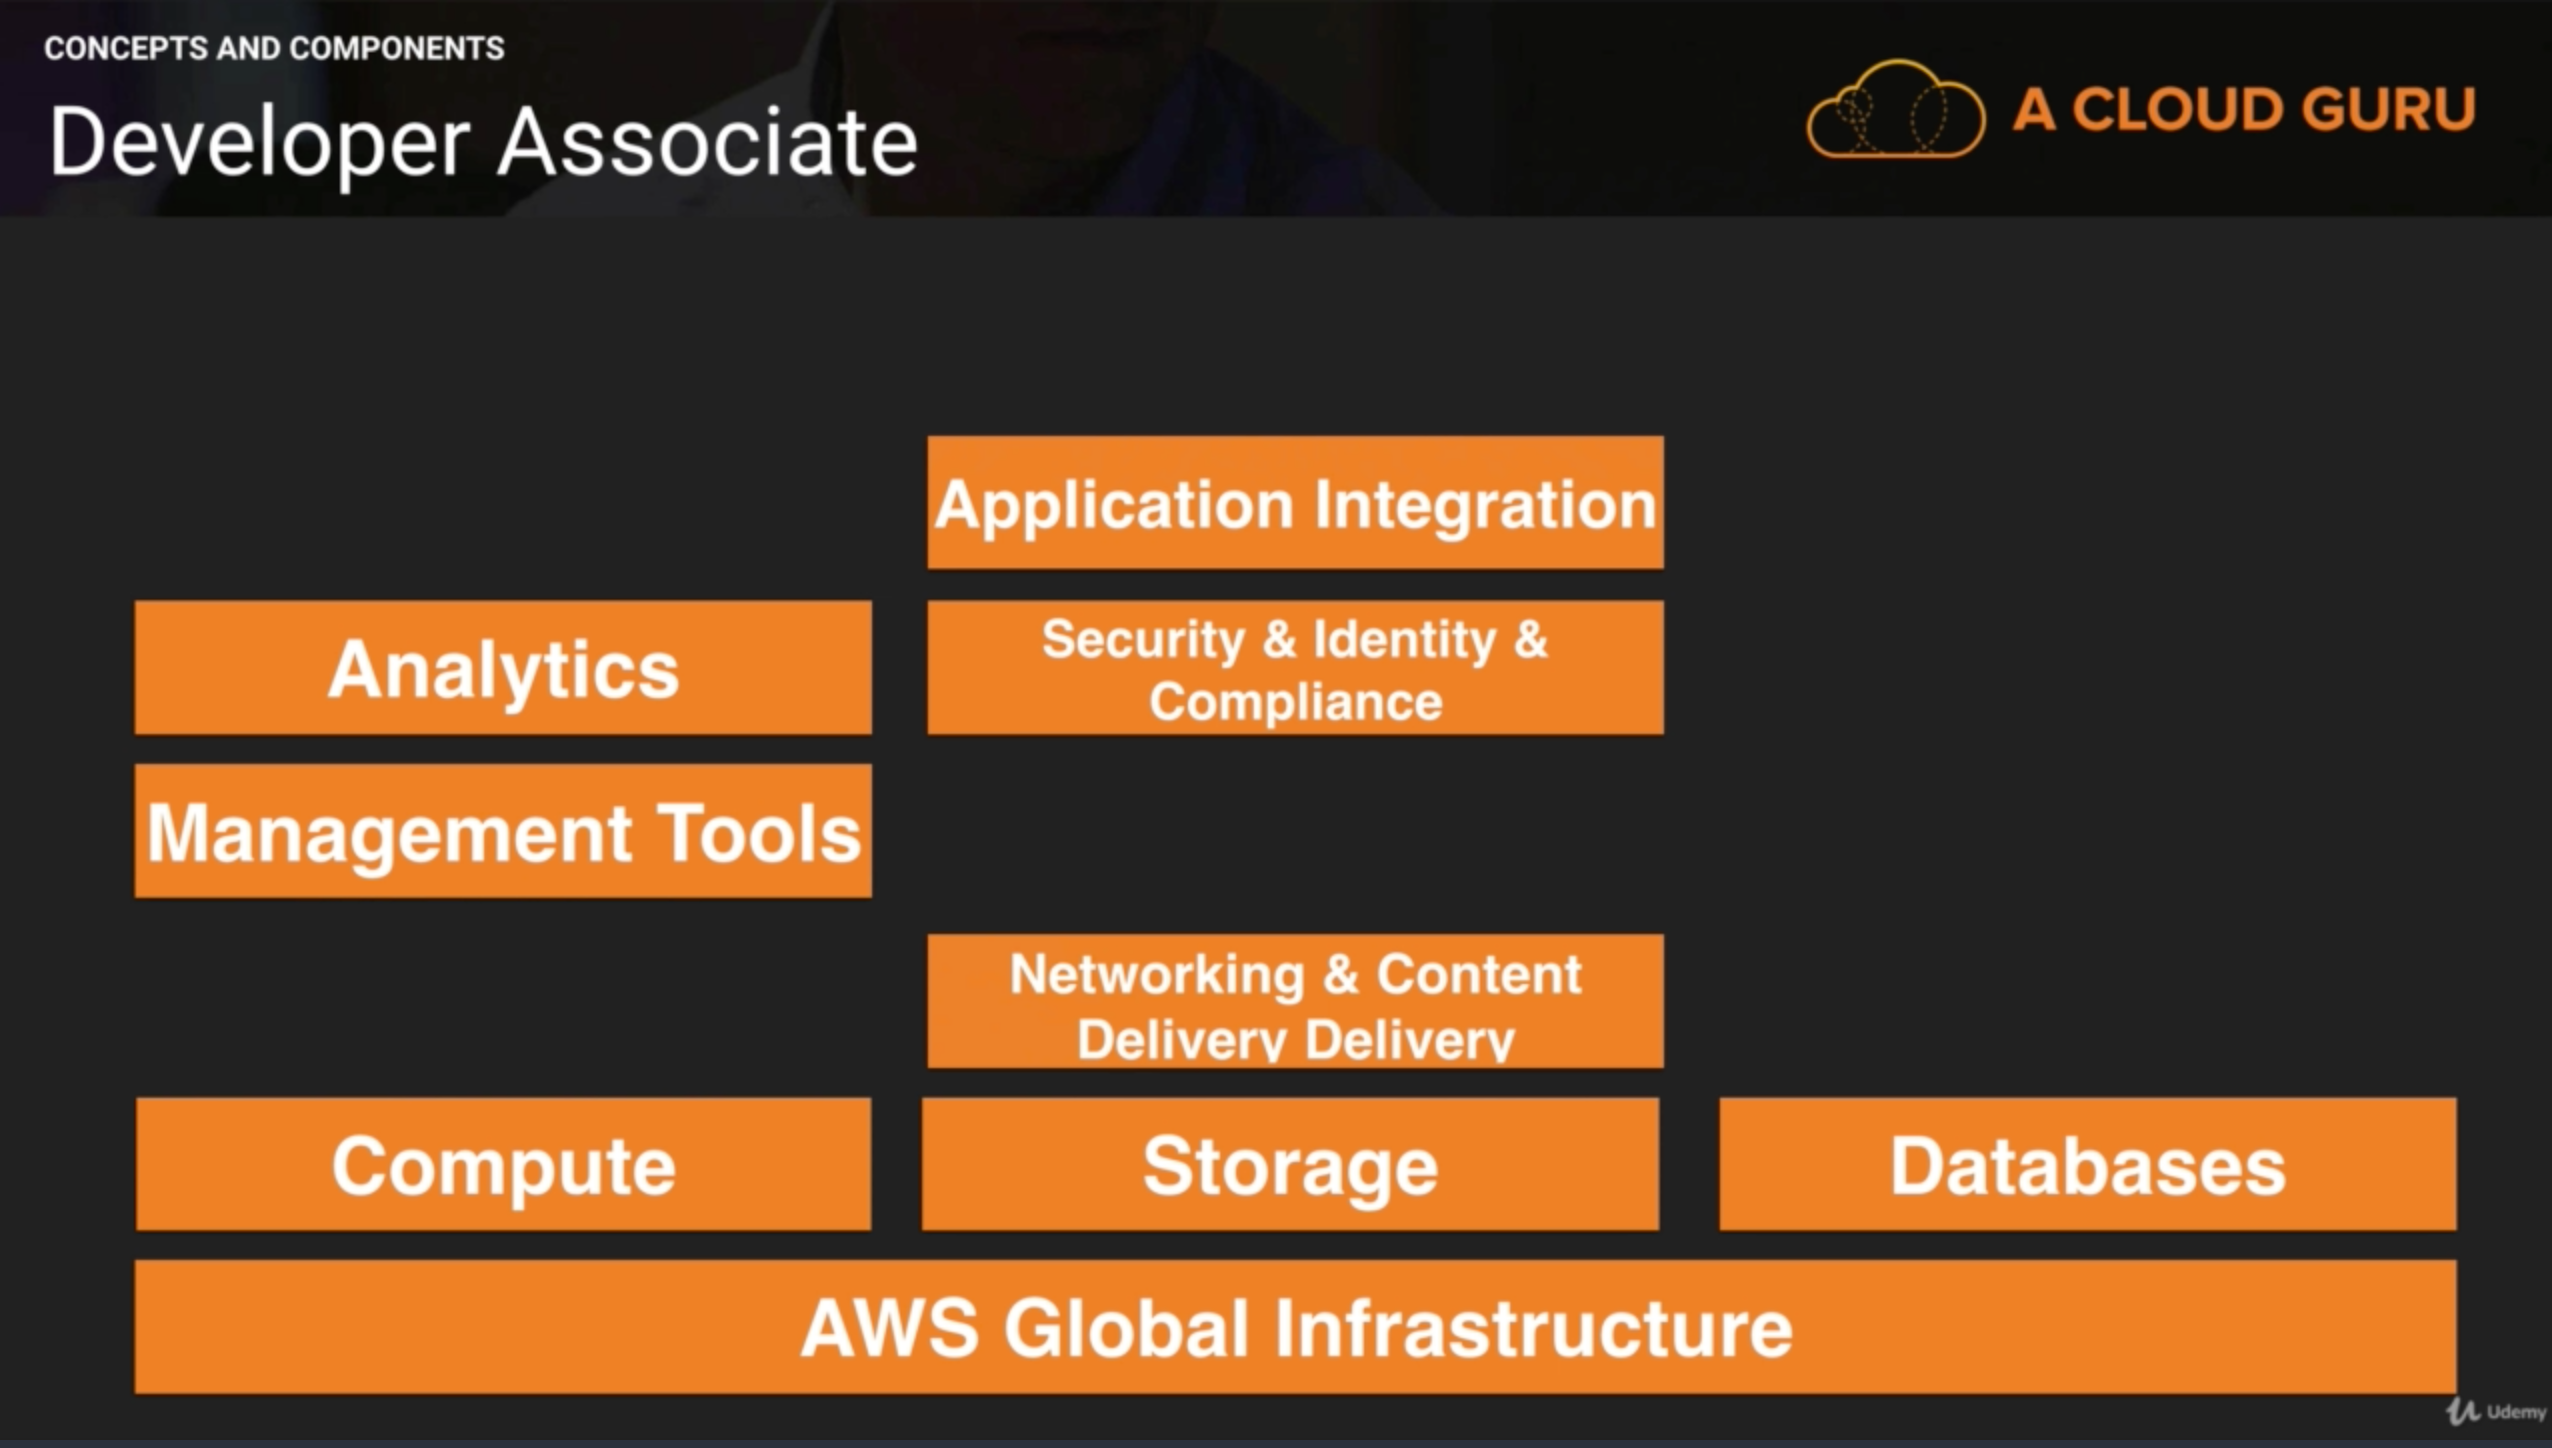 CONCEPTS AND COMPONENTS
Developer Associate
A CLOUD GURU
Application Integration
Analytics
Security & Identity &
Compliance
Management Tools
Networking & Content
Delivery Delivery
Compute
Storage
Databases
AWS Global Infrastructure
Udemy